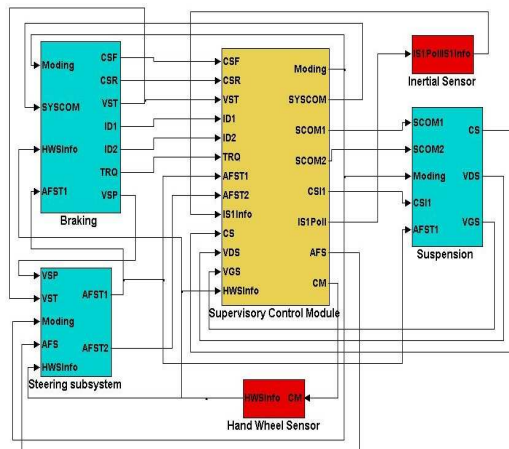 Moding
SYSCOM
HWSInfo
AFST1
CSF
CSR
VST
ID1
ID2
TRQ
VSP
Braking
VSP
VST
Moding
AFS
HWSInfo
AFST1
AFST2
Steering subsystem
CSF
CSR
VST
ID1
ID2
TRQ
AFST1
AFST2
IS1Info
CS
VDS
VGS
HWSInfo
Moding
SYSCOM
SCOM1
SCOM2
CSI1
IS1Poll
AFS
CM
Supervisory Control Module
HWSInfo CM
Hand Wheel Sensor
IS1Poll IS1Info
Inertial Sensor
SCOM1
SCOM2
Moding
CSI1
AFST1
CS
VDS
VGS
Suspension